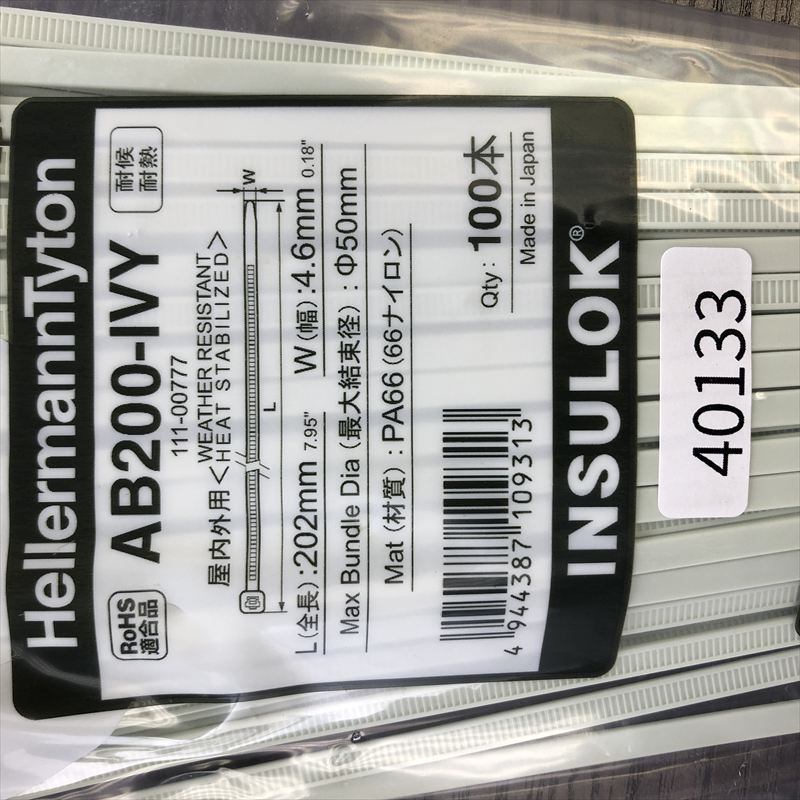 HellermannTyton
RoHS
適合品
AB200-IVY
耐候
耐熱
111-00777
屋内外用<WEATHER RESISTANT
HEAT STABILIZED>
W
L
L(全長):202mm 7.95" W(幅):4.6mm 0.18"
Max Bundle Dia (最大結束径) : Φ50mm
Mat (材質) : PA66 (66ナイロン)
Qty : 100本
Made in Japan
4 944387 109313
INSULOK®
40133